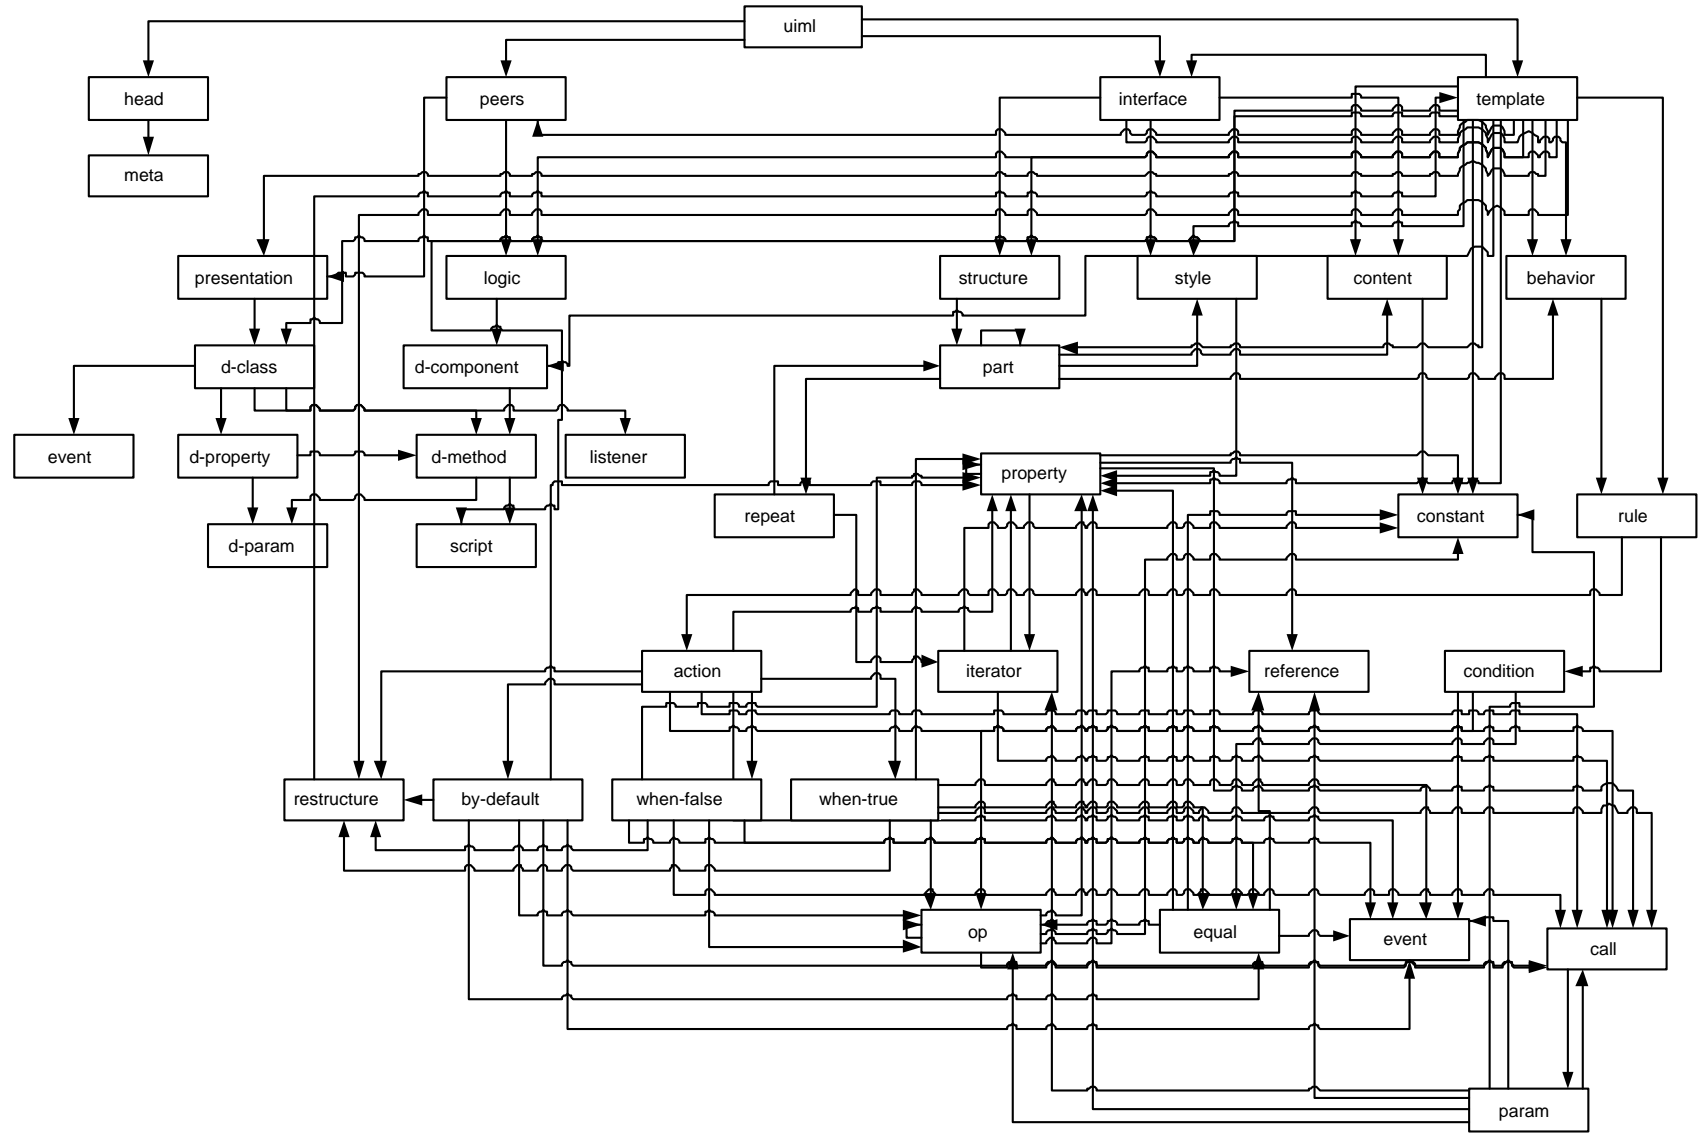 uiml
head
peers
interface
template
meta
presentation
logic
structure
style
content
behavior
d-class
d-component
part
event
d-property
d-method
listener
property
repeat
constant
rule
d-param
script
action
iterator
reference
condition
restructure
by-default
when-false
when-true
op
equal
event
call
param